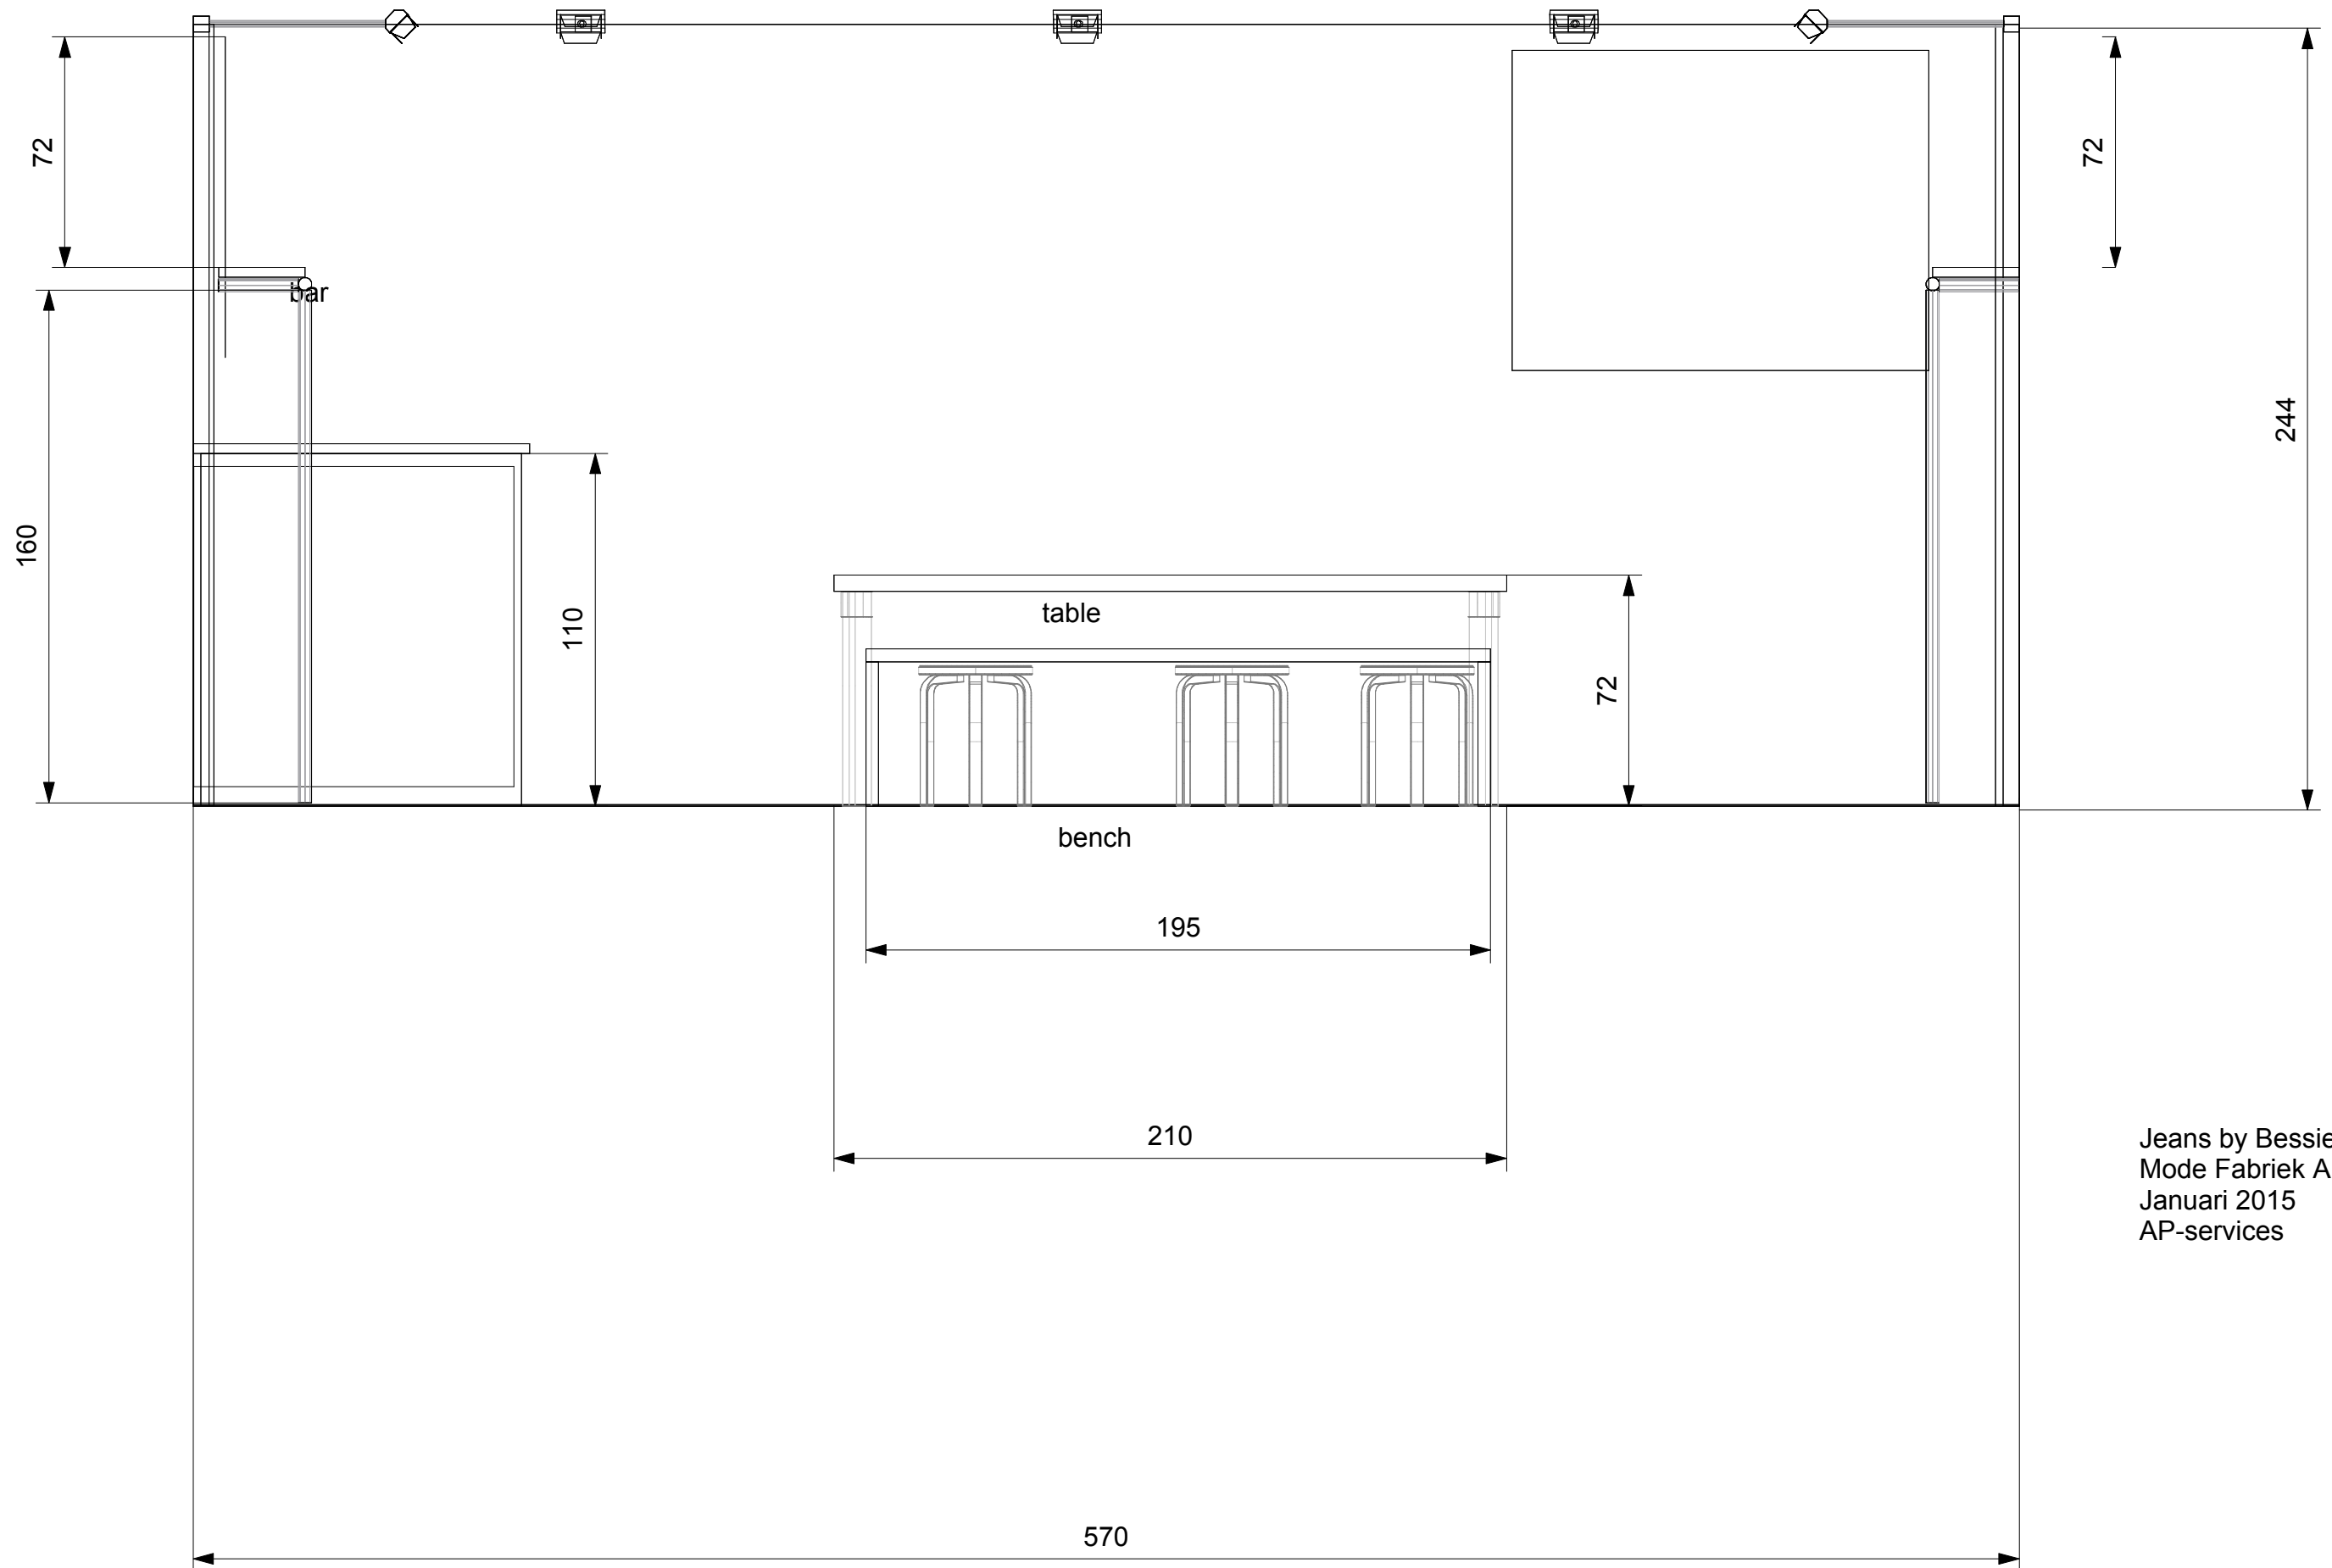 72
72
bar
244
160
110
table
72
bench
195
210
Jeans by Bessie
Mode Fabriek A
Januari 2015
AP-services
570